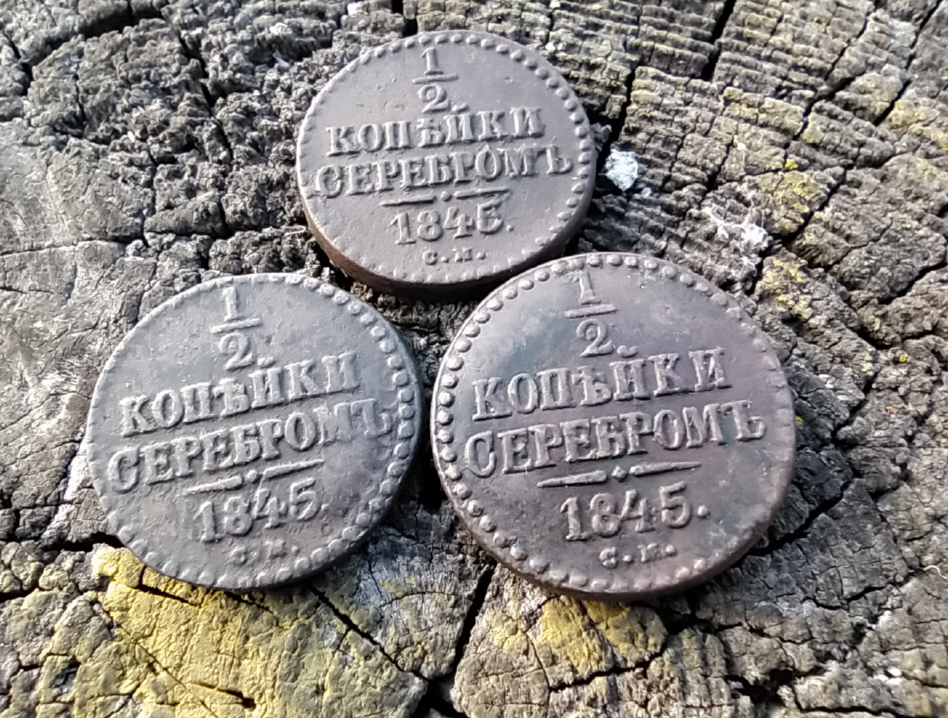 1
2.
КОПѢЙКИ
СЕРЕБРОМЪ
1845.
С.М.
1
2.
КОПѢЙКИ
СЕРЕБРОМЪ
1845.
С.М.
1
2.
КОПѢЙКИ
СЕРЕБРОМЪ
1845.
С.М.